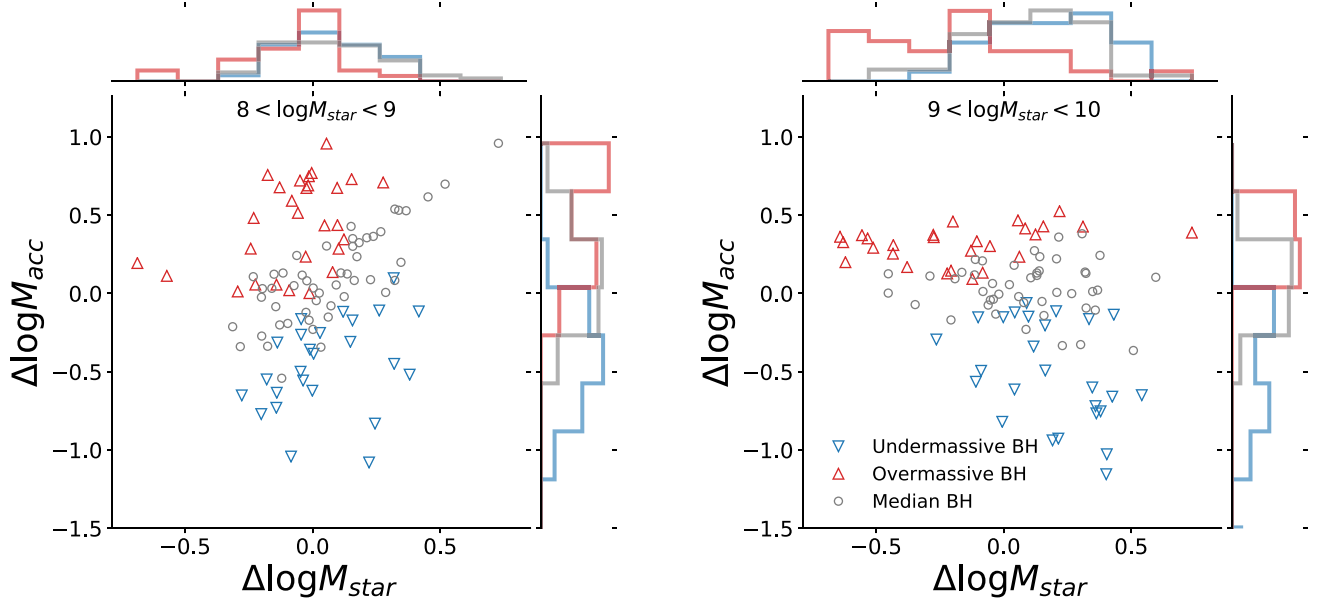 8 < logM_star < 9
1.0
0.5
0.0
−0.5
−1.0
−1.5
ΔlogM_acc
−0.5 0.0 0.5
ΔlogM_star
9 < logM_star < 10
1.0
0.5
0.0
−0.5
−1.0
−1.5
ΔlogM_acc
Undermassive BH
Overmassive BH
Median BH
−0.5 0.0 0.5
ΔlogM_star